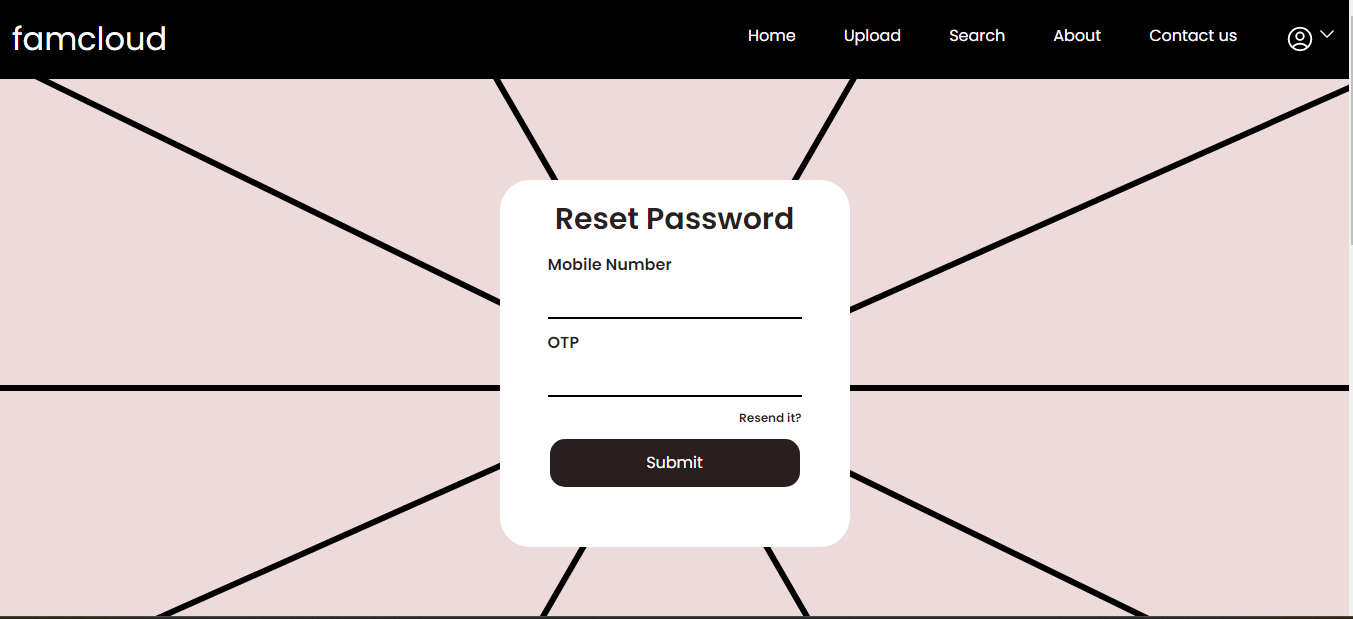 famcloud
Home Upload Search About Contact us
Reset Password
Mobile Number
OTP
Resend it?
Submit